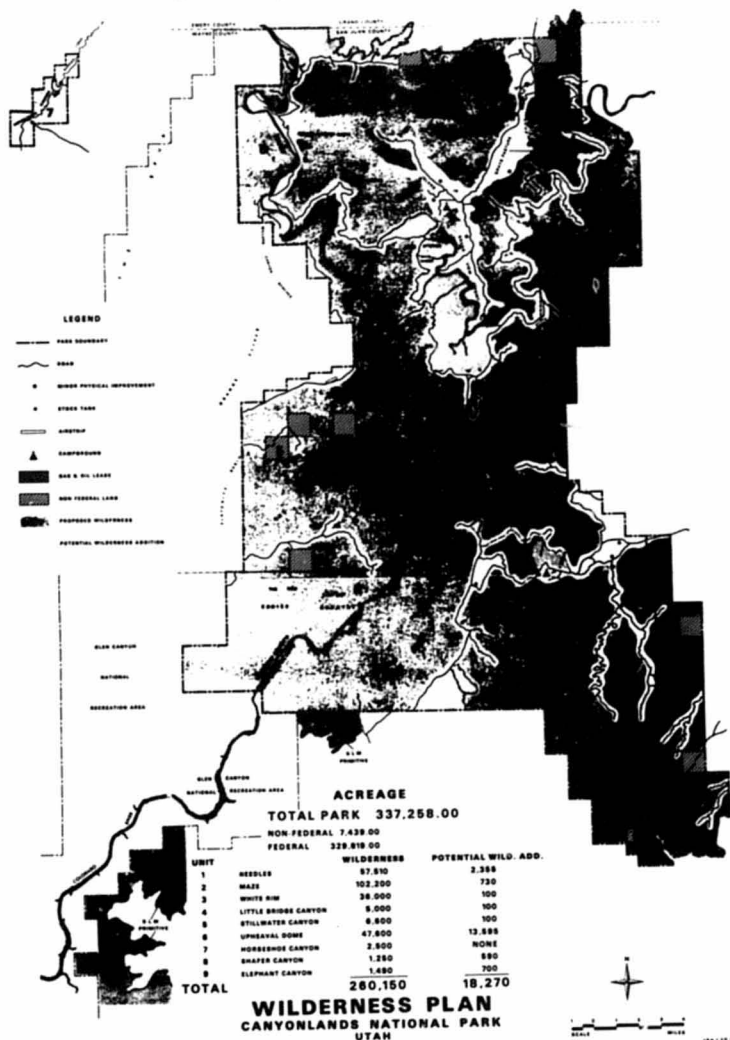 EMERY COUNTY
WAYNE COUNTY
GRAND COUNTY
SAN JUAN COUNTY
LEGEND
PARK BOUNDARY
ROAD
MINOR PHYSICAL IMPROVEMENT
STOCK TANK
AIRSTRIP
CAMPGROUND
GAS & OIL LEASE
NON FEDERAL LAND
PROPOSED WILDERNESS
POTENTIAL WILDERNESS ADDITION
GLEN CANYON
NATIONAL
RECREATION AREA
BLM
PRIMITIVE
GLEN CANYON
NATIONAL RECREATION AREA
COLORADO
BLM
PRIMITIVE
ACREAGE
TOTAL PARK 337,258.00
NON-FEDERAL 7,439.00
FEDERAL 329,819.00
UNIT WILDERNESS POTENTIAL WILD. ADD.
1 NEEDLES 57,510 2,355
2 MAZE 102,200 730
3 WHITE RIM 36,000 100
4 LITTLE BRIDGE CANYON 5,000 100
5 STILLWATER CANYON 6,600 100
6 UPHEAVAL DOME 47,600 13,595
7 HORSESHOE CANYON 2,500 NONE
8 SHAFER CANYON 1,250 590
9 ELEPHANT CANYON 1,490 700
TOTAL 260,150 18,270
WILDERNESS PLAN
CANYONLANDS NATIONAL PARK
UTAH
N
SCALE MILES